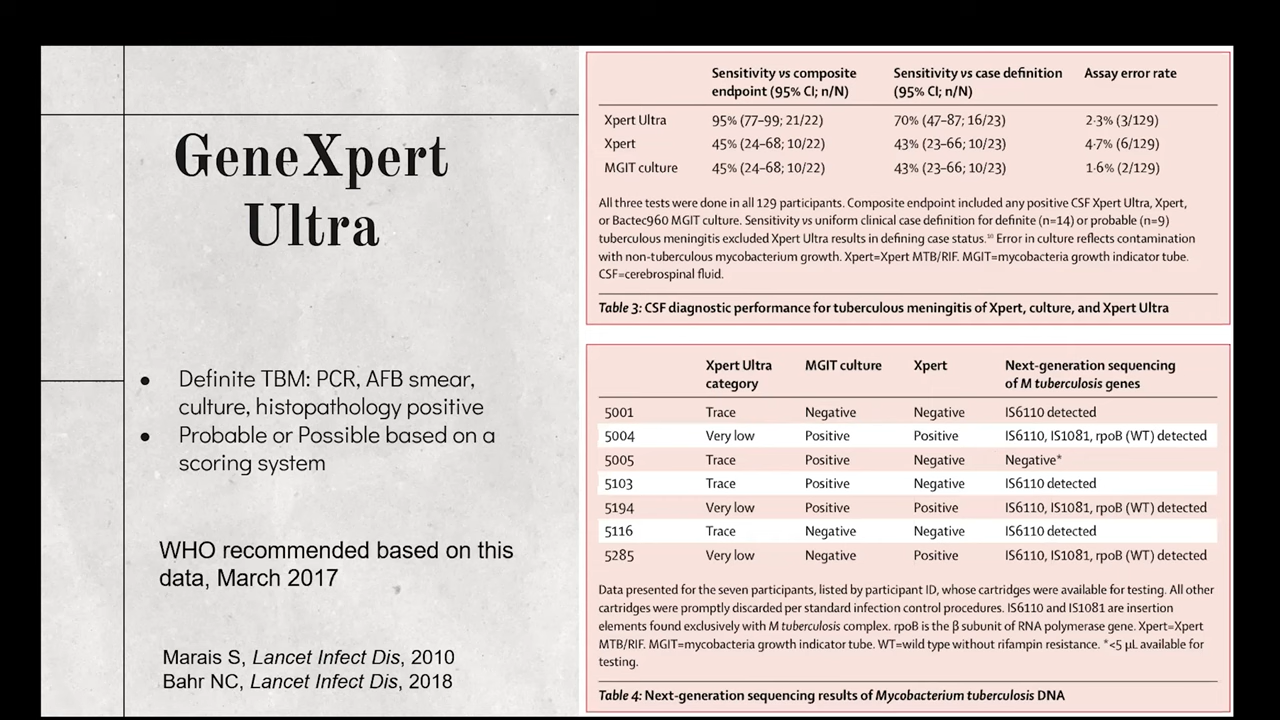 GeneXpert
Ultra
● Definite TBM: PCR, AFB smear,
culture, histopathology positive
● Probable or Possible based on a
scoring system
WHO recommended based on this
data, March 2017
Marais S, Lancet Infect Dis, 2010
Bahr NC, Lancet Infect Dis, 2018
Sensitivity vs composite Sensitivity vs case definition Assay error rate
endpoint (95% CI; n/N) (95% CI; n/N)
Xpert Ultra 95% (77–99; 21/22) 70% (47–87; 16/23) 2·3% (3/129)
Xpert 45% (24–68; 10/22) 43% (23–66; 10/23) 4·7% (6/129)
MGIT culture 45% (24–68; 10/22) 43% (23–66; 10/23) 1·6% (2/129)
All three tests were done in all 129 participants. Composite endpoint included any positive CSF Xpert Ultra, Xpert,
or Bactec960 MGIT culture. Sensitivity vs uniform clinical case definition for definite (n=14) or probable (n=9)
tuberculous meningitis excluded Xpert Ultra results in defining case status.¹⁰ Error in culture reflects contamination
with non-tuberculous mycobacterium growth. Xpert=Xpert MTB/RIF. MGIT=mycobacteria growth indicator tube.
CSF=cerebrospinal fluid.
Table 3: CSF diagnostic performance for tuberculous meningitis of Xpert, culture, and Xpert Ultra
Xpert Ultra MGIT culture Xpert Next-generation sequencing
category of M tuberculosis genes
5001 Trace Negative Negative IS6110 detected
5004 Very low Positive Positive IS6110, IS1081, rpoB (WT) detected
5005 Trace Positive Negative Negative*
5103 Trace Positive Negative IS6110 detected
5194 Very low Positive Positive IS6110, IS1081, rpoB (WT) detected
5116 Trace Negative Negative IS6110 detected
5285 Very low Negative Positive IS6110, IS1081, rpoB (WT) detected
Data presented for the seven participants, listed by participant ID, whose cartridges were available for testing. All other
cartridges were promptly discarded per standard infection control procedures. IS6110 and IS1081 are insertion
elements found exclusively with M tuberculosis complex. rpoB is the β subunit of RNA polymerase gene. Xpert=Xpert
MTB/RIF. MGIT=mycobacteria growth indicator tube. WT=wild type without rifampin resistance. *<5 μL available for
testing.
Table 4: Next-generation sequencing results of Mycobacterium tuberculosis DNA